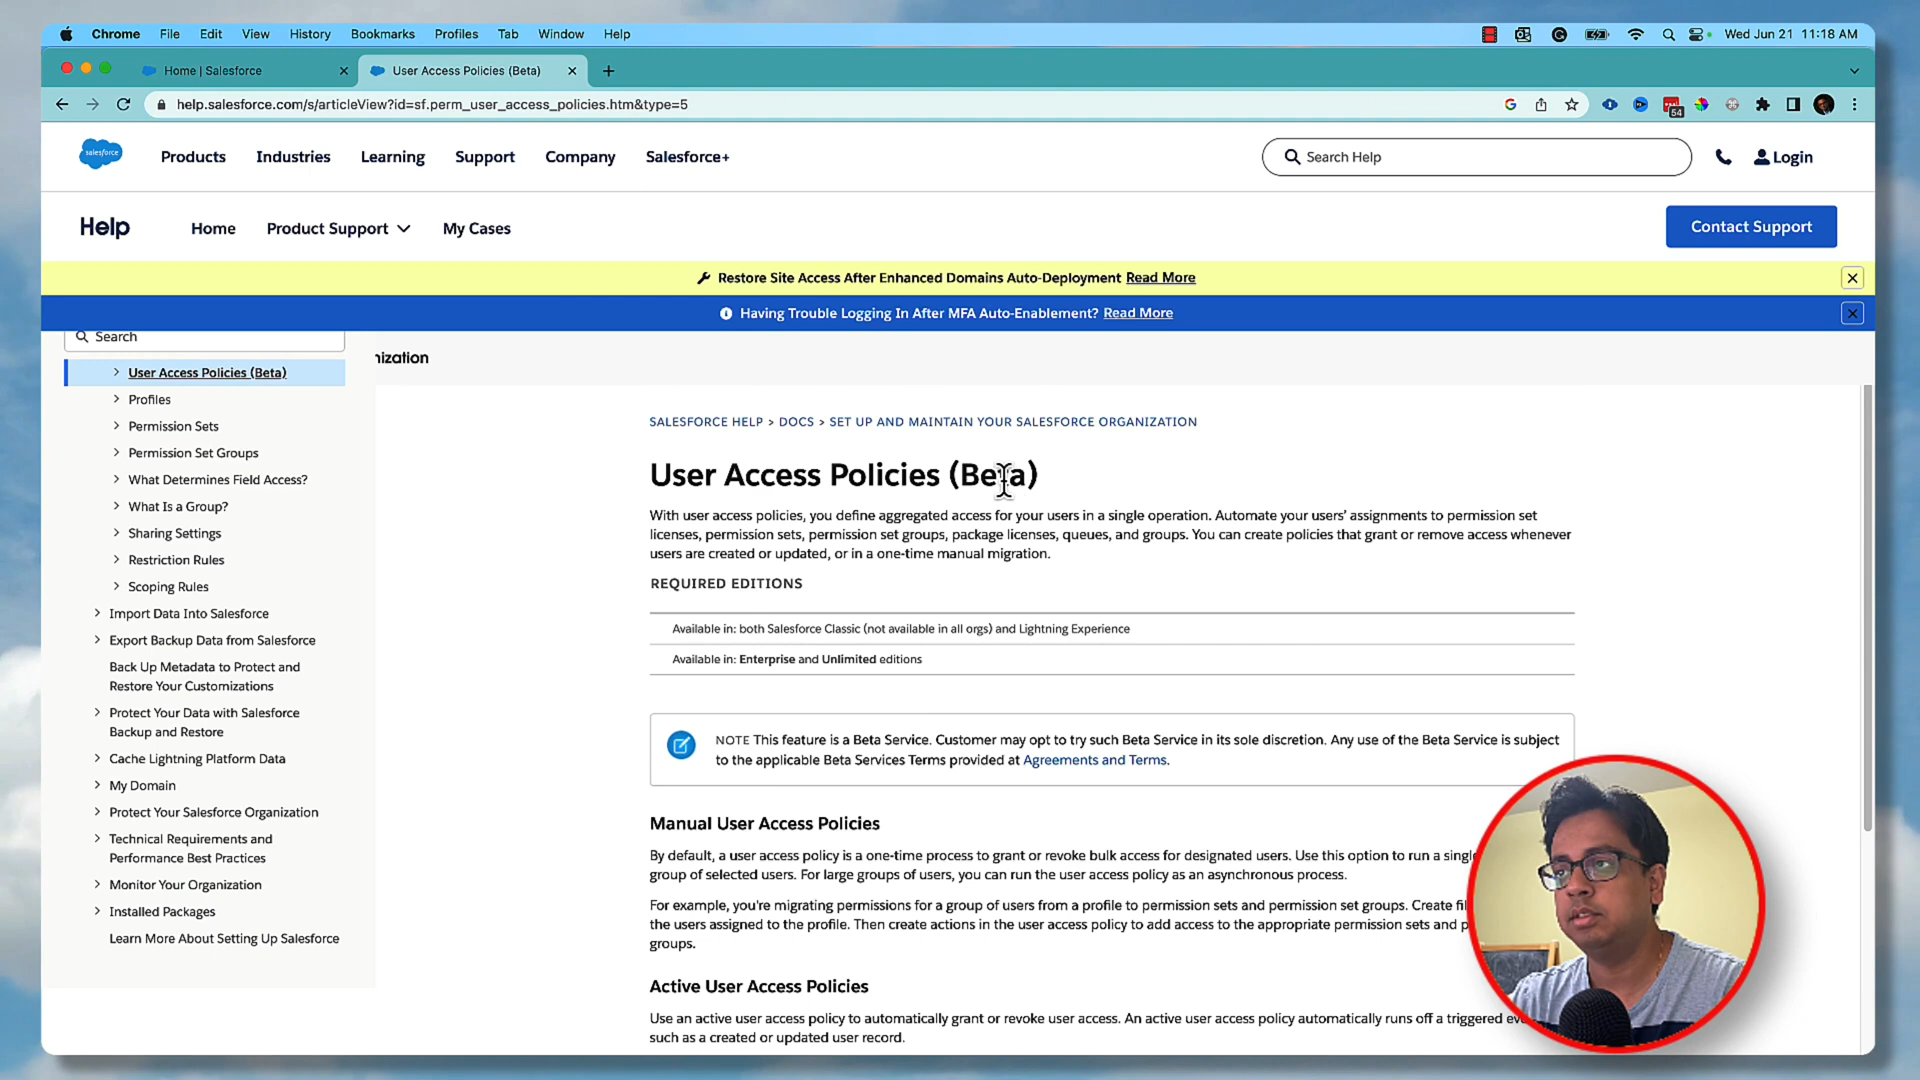 Chrome File Edit View History Bookmarks Profiles Tab Window Help Wed Jun 21 11:18 AM
Home | Salesforce User Access Policies (Beta)
help.salesforce.com/s/articleView?id=sf.perm_user_access_policies.htm&type=5 54
salesforce Products Industries Learning Support Company Salesforce+ Search Help Login
Help Home Product Support My Cases Contact Support
Restore Site Access After Enhanced Domains Auto-Deployment Read More
Having Trouble Logging In After MFA Auto-Enablement? Read More
Search
nization
User Access Policies (Beta)
Profiles
Permission Sets
Permission Set Groups
What Determines Field Access?
What Is a Group?
Sharing Settings
Restriction Rules
Scoping Rules
Import Data Into Salesforce
Export Backup Data from Salesforce
Back Up Metadata to Protect and
Restore Your Customizations
Protect Your Data with Salesforce
Backup and Restore
Cache Lightning Platform Data
My Domain
Protect Your Salesforce Organization
Technical Requirements and
Performance Best Practices
Monitor Your Organization
Installed Packages
Learn More About Setting Up Salesforce
SALESFORCE HELP > DOCS > SET UP AND MAINTAIN YOUR SALESFORCE ORGANIZATION
User Access Policies (Beta)
With user access policies, you define aggregated access for your users in a single operation. Automate your users' assignments to permission set
licenses, permission sets, permission set groups, package licenses, queues, and groups. You can create policies that grant or remove access whenever
users are created or updated, or in a one-time manual migration.
REQUIRED EDITIONS
Available in: both Salesforce Classic (not available in all orgs) and Lightning Experience
Available in: Enterprise and Unlimited editions
NOTE This feature is a Beta Service. Customer may opt to try such Beta Service in its sole discretion. Any use of the Beta Service is subject
to the applicable Beta Services Terms provided at Agreements and Terms.
Manual User Access Policies
By default, a user access policy is a one-time process to grant or revoke bulk access for designated users. Use this option to run a singl
group of selected users. For large groups of users, you can run the user access policy as an asynchronous process.
For example, you're migrating permissions for a group of users from a profile to permission sets and permission set groups. Create fi
the users assigned to the profile. Then create actions in the user access policy to add access to the appropriate permission sets and p
groups.
Active User Access Policies
Use an active user access policy to automatically grant or revoke user access. An active user access policy automatically runs off a triggered ev
such as a created or updated user record.